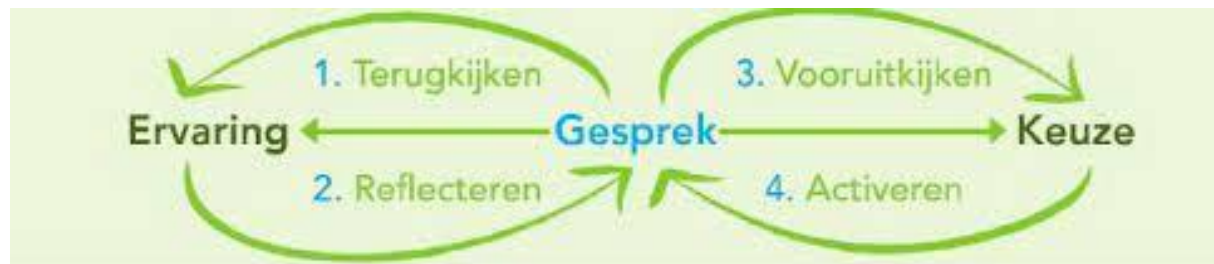 1. Terugkijken 3. Vooruitkijken
Ervaring Gesprek Keuze
2. Reflecteren 4. Activeren